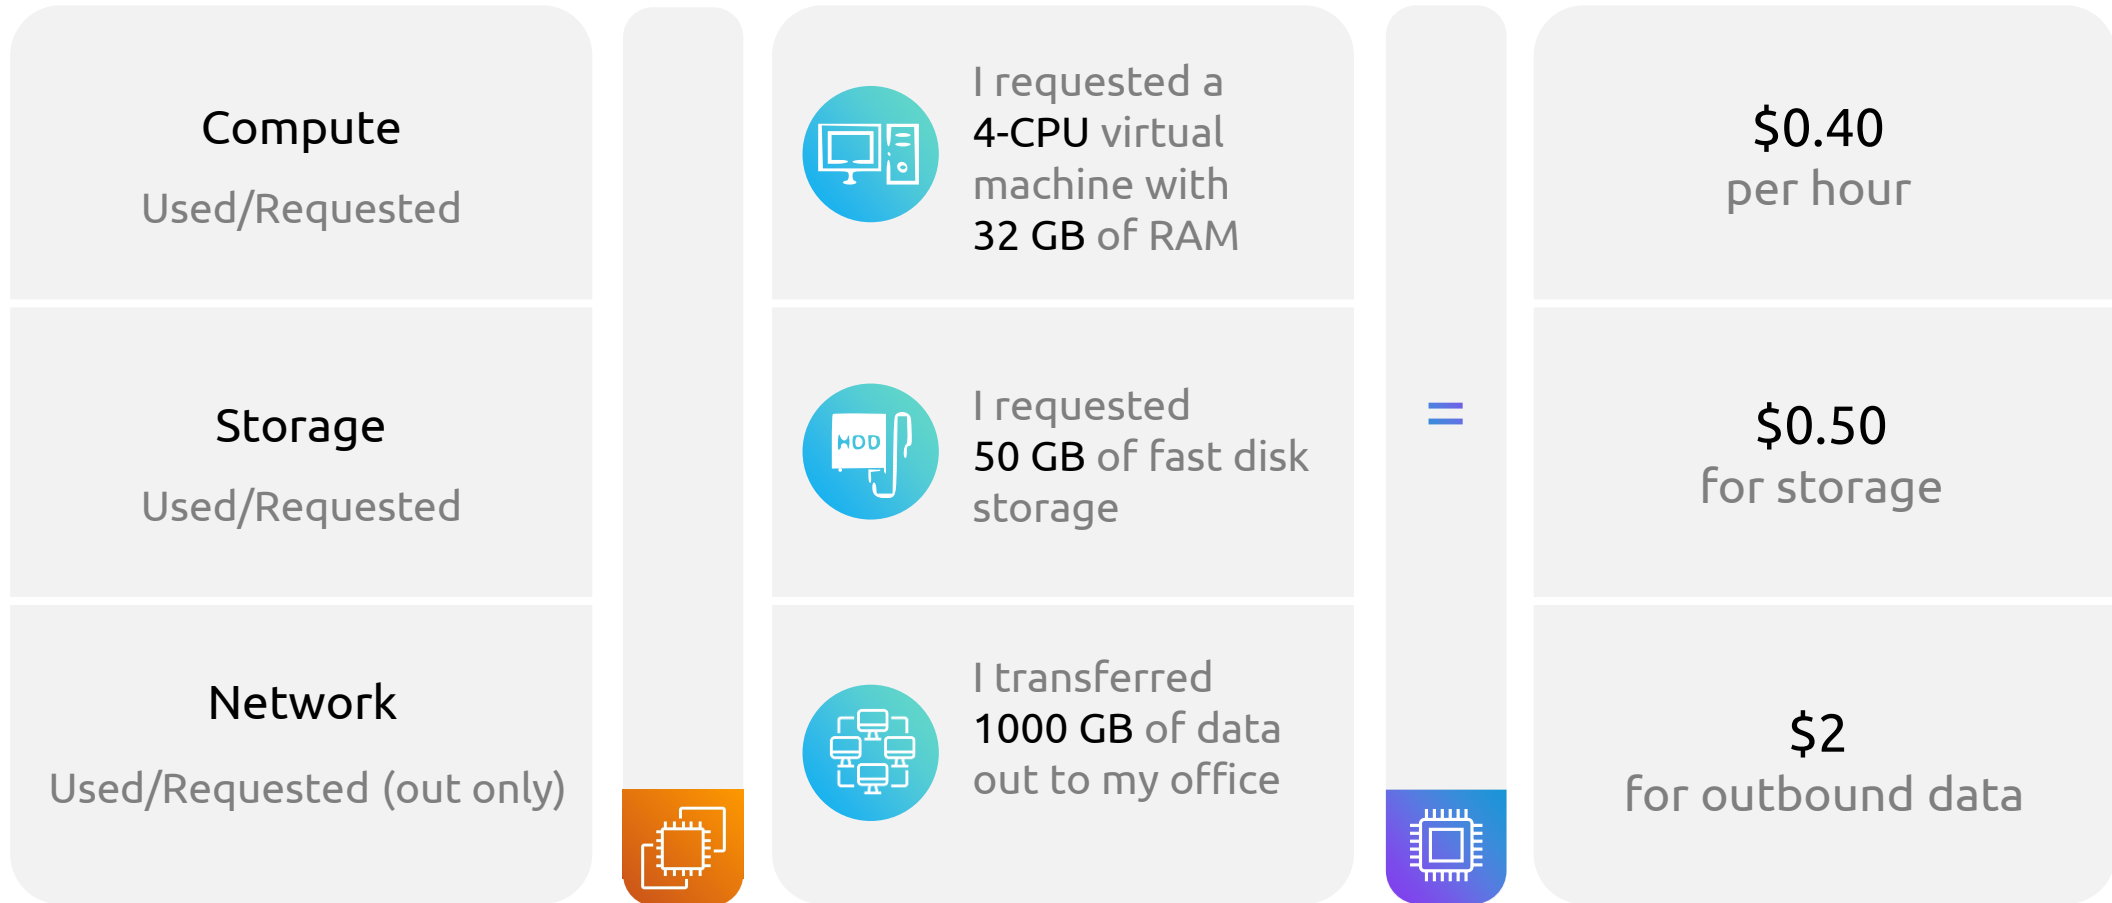 Compute
Used/Requested
I requested a
4-CPU virtual
machine with
32 GB of RAM
$0.40
per hour
Storage
Used/Requested
HDD
I requested
50 GB of fast disk
storage
=
$0.50
for storage
Network
Used/Requested (out only)
I transferred
1000 GB of data
out to my office
$2
for outbound data